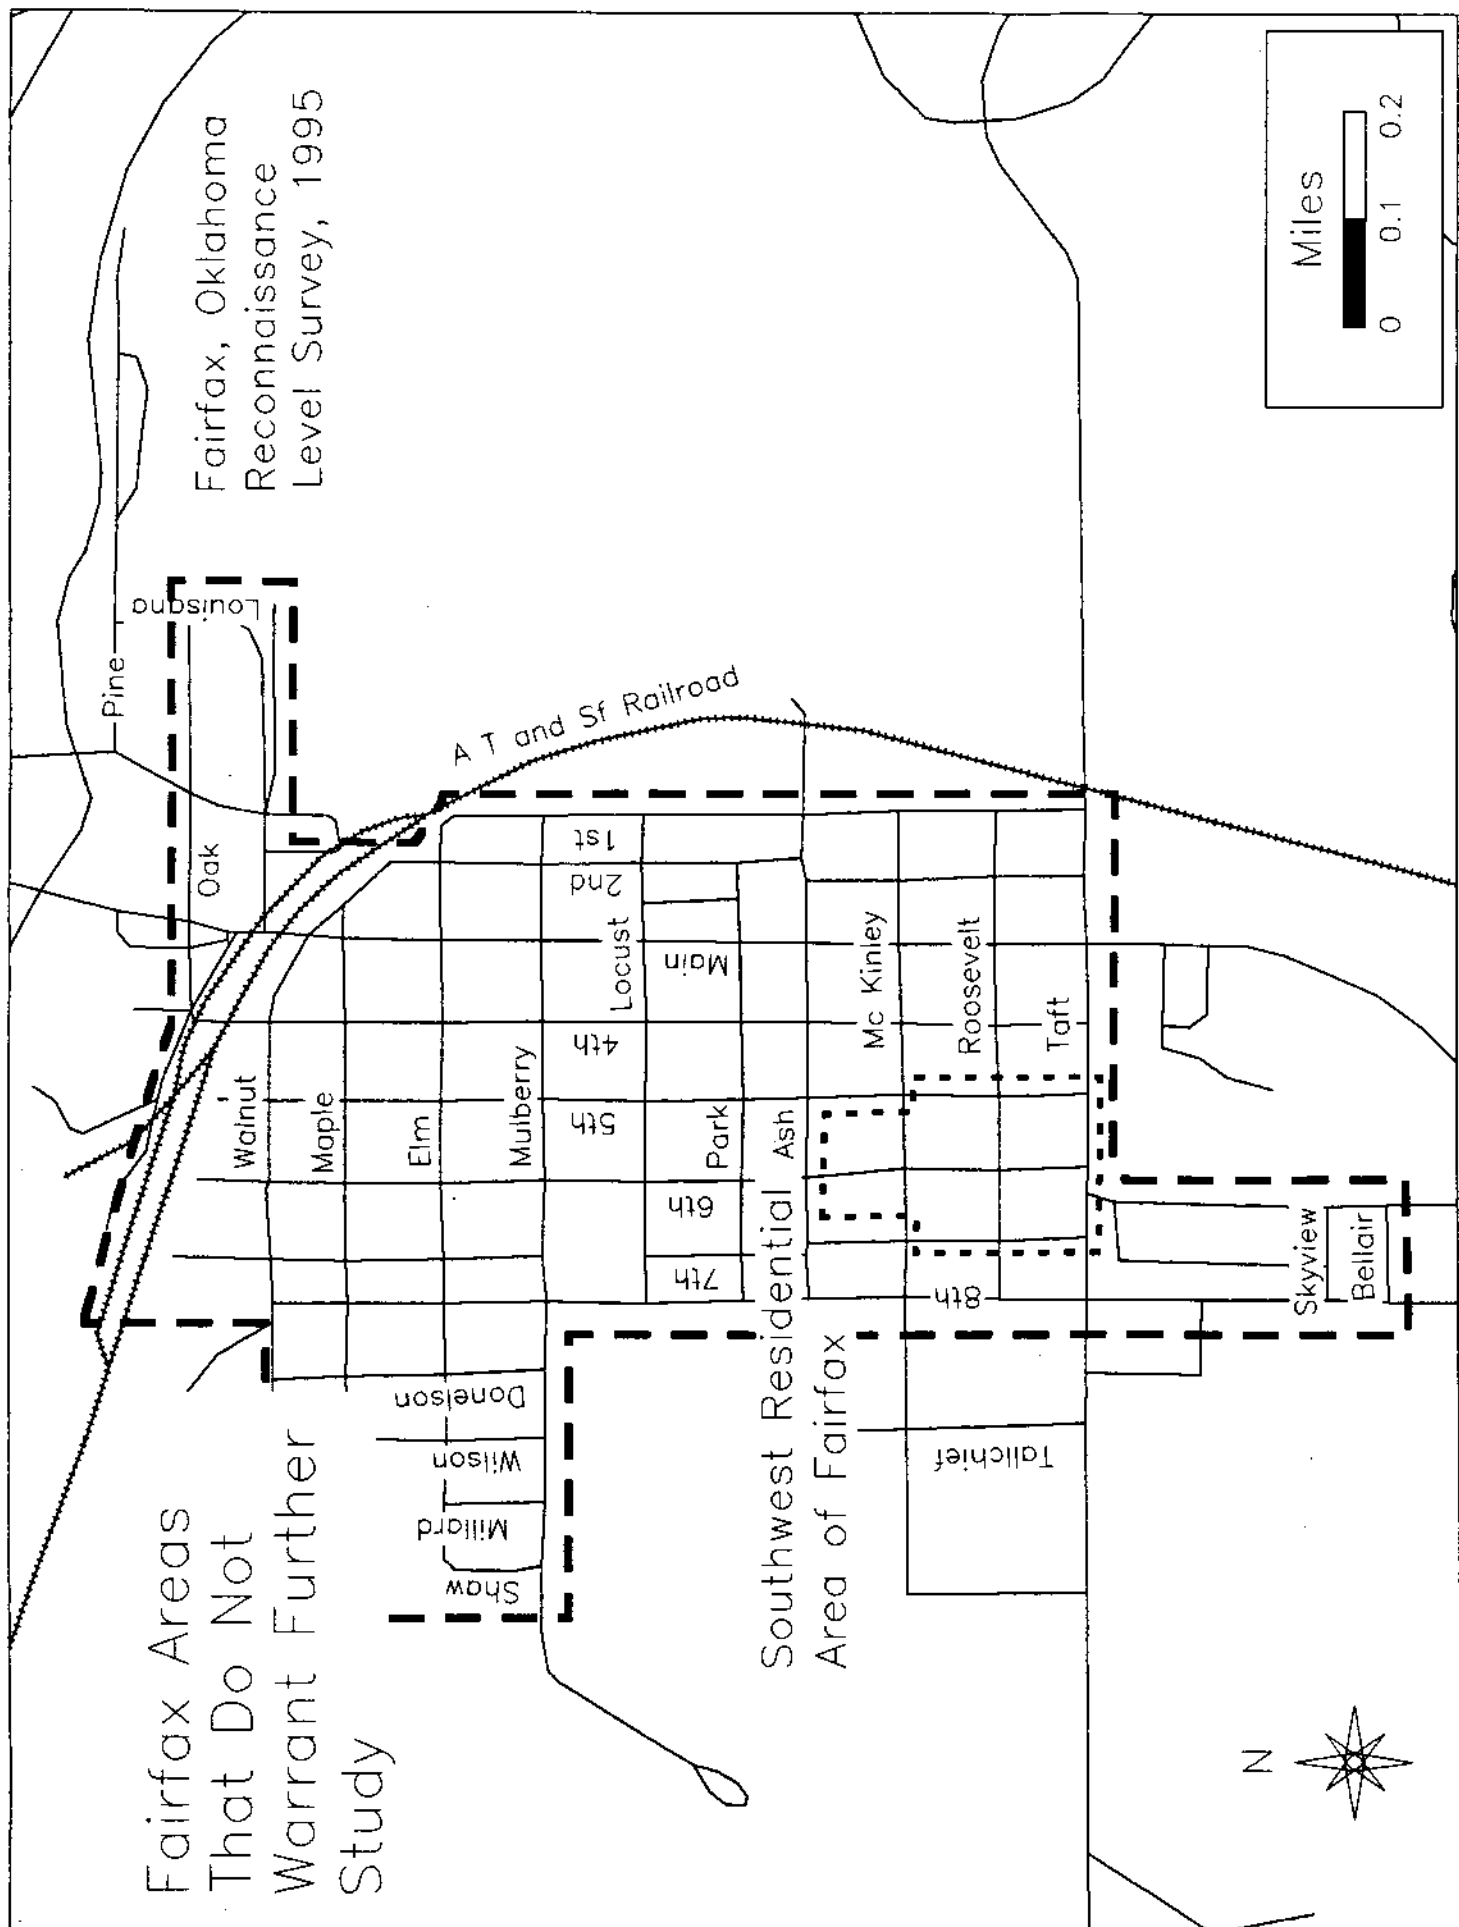 Fairfax Areas
That Do Not
Warrant Further
Study
Fairfax, Oklahoma
Reconnaissance
Level Survey, 1995
Pine
Louisana
Oak
A T and Sf Railroad
Walnut
Maple
Elm
Mulberry
Locust
Park
Ash
Mc Kinley
Roosevelt
Taft
Skyview
Bellair
1st
2nd
Main
4th
5th
6th
7th
8th
Donelson
Wilson
Millard
Shaw
Tallchief
Southwest Residential
Area of Fairfax
N
Miles
0 0.1 0.2